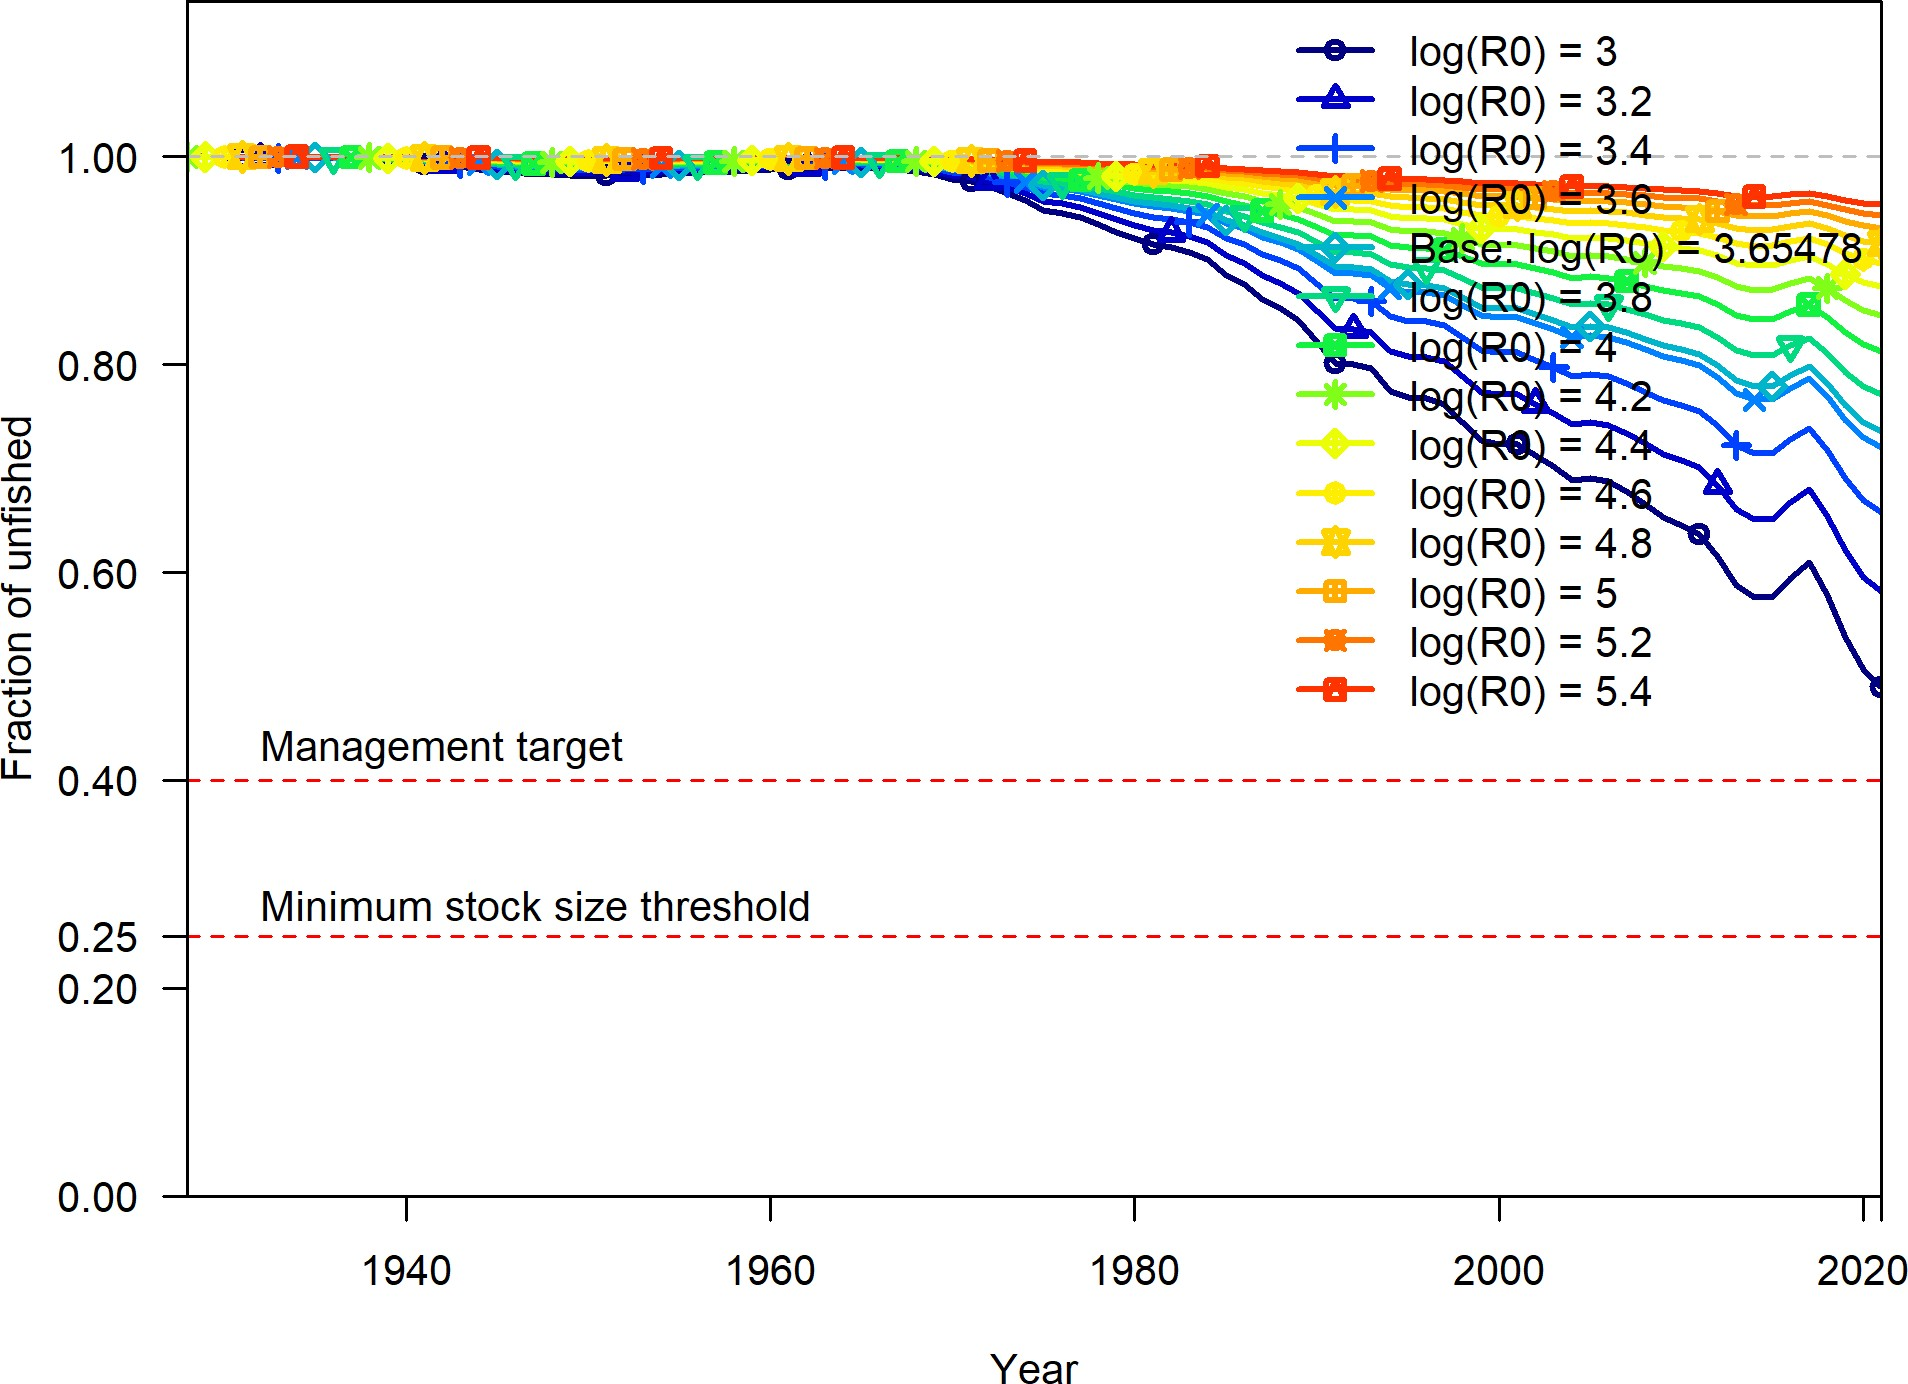 log(R0) = 3
log(R0) = 3.2
log(R0) = 3.4
log(R0) = 3.6
Base: log(R0) = 3.65478
log(R0) = 3.8
log(R0) = 4
log(R0) = 4.2
log(R0) = 4.4
log(R0) = 4.6
log(R0) = 4.8
log(R0) = 5
log(R0) = 5.2
log(R0) = 5.4
Fraction of unfished
1.00
0.80
0.60
0.40
0.25
0.20
0.00
Management target
Minimum stock size threshold
1940
1960
1980
2000
2020
Year